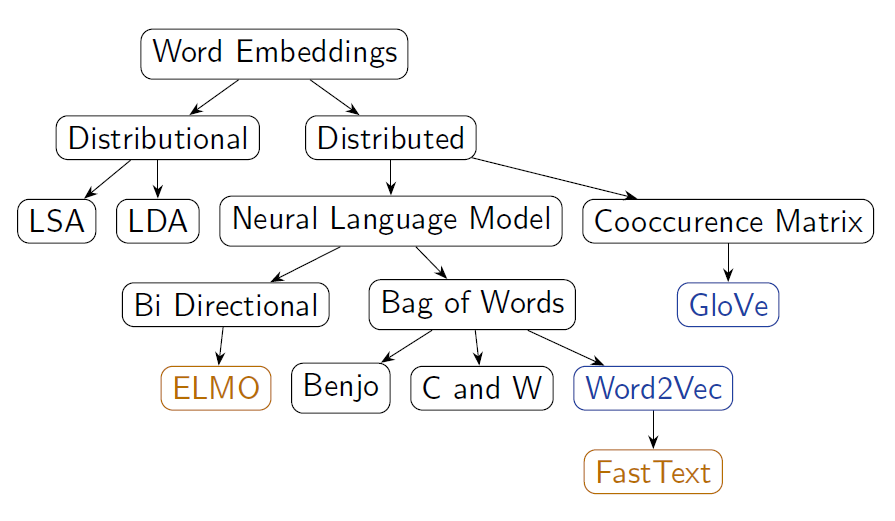 Word Embeddings
Distributional
Distributed
LSA
LDA
Neural Language Model
Cooccurence Matrix
Bi Directional
Bag of Words
GloVe
ELMO
Benjo
C and W
Word2Vec
FastText